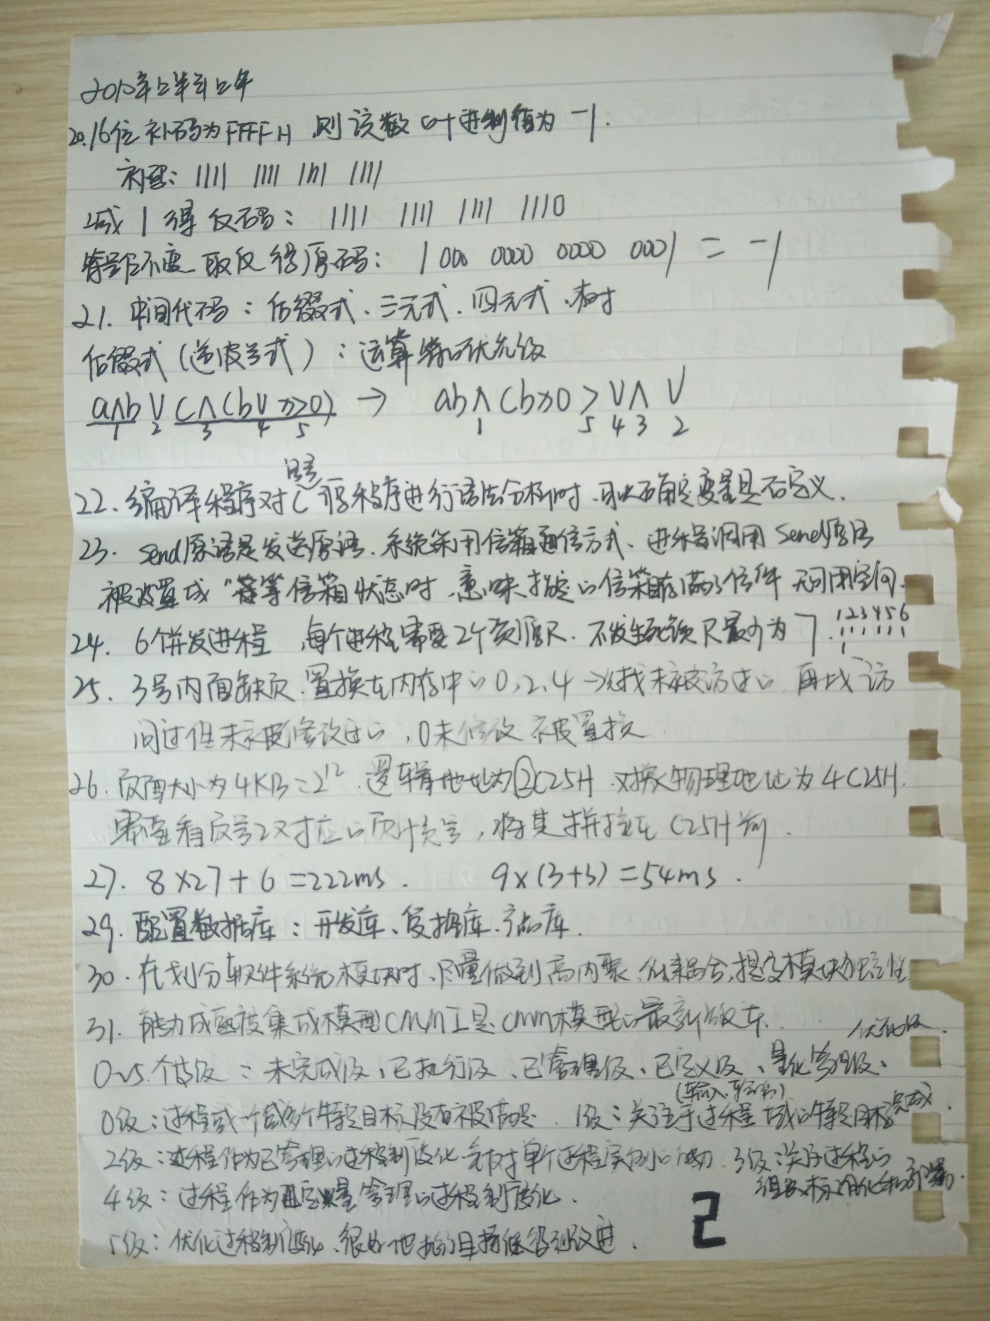 20.16位补码为FFFFH 则该数的十进制值为 -1.
补码: 1111 1111 1111 1111
减1得反码: 1111 1111 1111 1110
符号位不变 取反得原码: 1000 0000 0000 0001 = -1
21. 中间代码: 后缀式、三元式、四元式、树
后缀式(逆波兰式): 运算符的优先级
a∧b∨c∧(b∨x>0) → ab∧cbx0>∨∧∨
1 2 3 4 5 1 5 4 3 2
22. 编译程序对C语言源程序进行语法分析时,可以确定变量是否定义.
23. send原语是发送原语,系统采用信箱通信方式、进程调用Send原语
被设置成“等等信箱状态时,意味指定的信箱存满了信件 无可用空间.
24. 6个并发进程 每个进程需要2个资源R. 不发生死锁R最少为7. 1 2 3 4 5 6
25. 3号内面缺页.置换在内存中的0,2,4 →找未被访过的 再找访
问过但未被修改过的,0未修改被置换
26. 页面大小为4KB=2¹² 逻辑地址为②C25H 对换物理地址为4C25H.
需要看页号2对应的页帧号,将其拼接在C25H前.
27. 8×27+6=222ms. 9×(3+3)=54ms.
29. 配置数据库: 开发库、受控库、产品库.
30. 在划分软件系统模块时,尽量做到高内聚、低耦合,提高模块独立性
31. 能力成熟度集成模型CMMI是CMM模型的最新版本.
0~5个等级: 未完成级、已执行级、已管理级、已定义级、量化管理级、优化级.
0级:过程域一个或多个特定目标没有被满足 1级:关注于过程域的特定目标完成
2级:过程作为已管理的过程制度化 针对单个过程实例的能力 3级:关注过程的
组织标准化和部署.
4级:过程作为定量管理的过程制度化.
5级:优化过程制度化、很好地执行且持续得到改进.
2